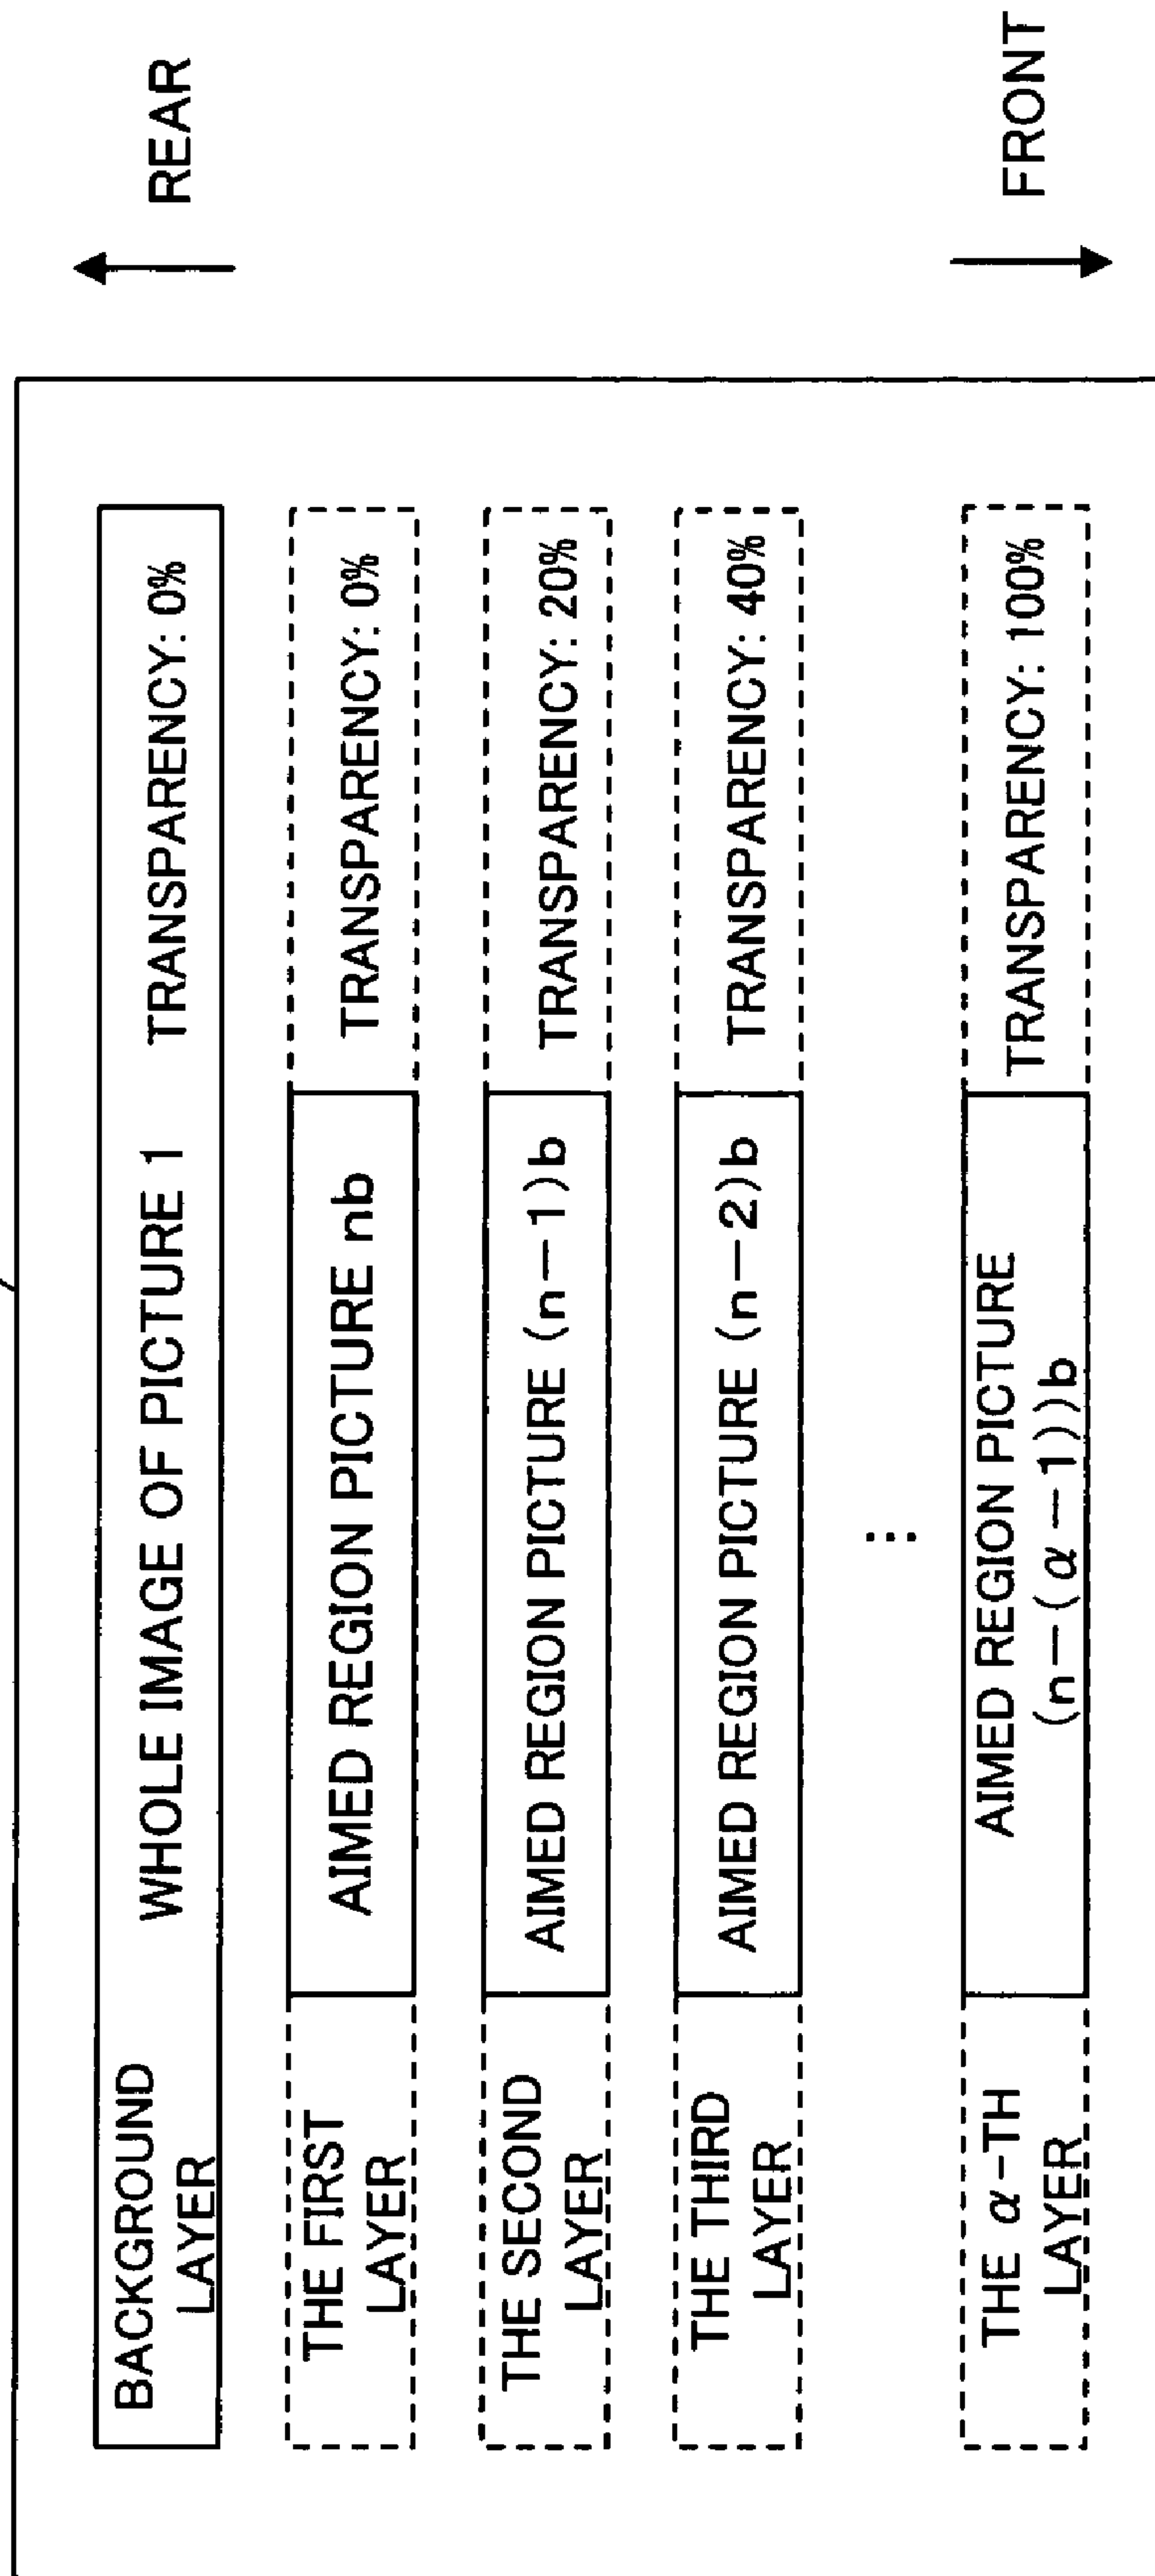 REAR
BACKGROUND
LAYER
WHOLE IMAGE OF PICTURE 1
TRANSPARENCY: 0%
THE FIRST
LAYER
AIMED REGION PICTURE nb
TRANSPARENCY: 0%
THE SECOND
LAYER
AIMED REGION PICTURE (n-1)b
TRANSPARENCY: 20%
THE THIRD
LAYER
AIMED REGION PICTURE (n-2)b
TRANSPARENCY: 40%
⋮
THE α-TH
LAYER
AIMED REGION PICTURE
(n-(α-1))b
TRANSPARENCY: 100%
FRONT